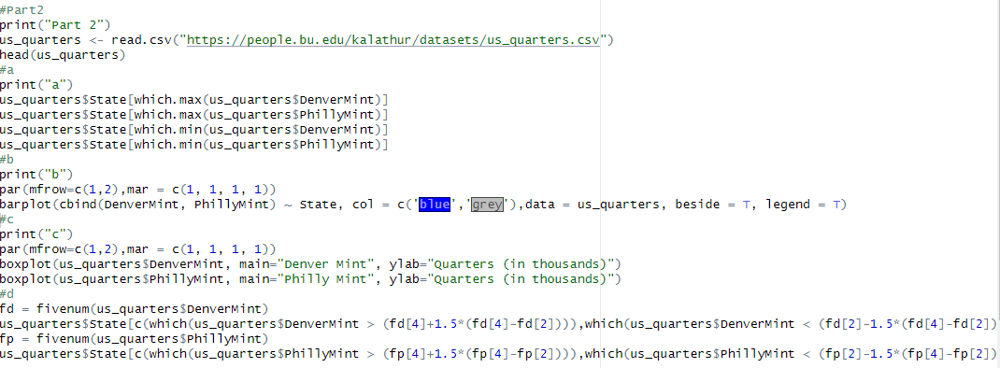 #Part2
print("Part 2")
us_quarters <- read.csv("https://people.bu.edu/kalathur/datasets/us_quarters.csv")
head(us_quarters)
#a
print("a")
us_quarters$State[which.max(us_quarters$DenverMint)]
us_quarters$State[which.max(us_quarters$PhillyMint)]
us_quarters$State[which.min(us_quarters$DenverMint)]
us_quarters$State[which.min(us_quarters$PhillyMint)]
#b
print("b")
par(mfrow=c(1,2),mar = c(1, 1, 1, 1))
barplot(cbind(DenverMint, PhillyMint) ~ State, col = c('blue','grey'),data = us_quarters, beside = T, legend = T)
#c
print("c")
par(mfrow=c(1,2),mar = c(1, 1, 1, 1))
boxplot(us_quarters$DenverMint, main="Denver Mint", ylab="Quarters (in thousands)")
boxplot(us_quarters$PhillyMint, main="Philly Mint", ylab="Quarters (in thousands)")
#d
fd = fivenum(us_quarters$DenverMint)
us_quarters$State[c(which(us_quarters$DenverMint > (fd[4]+1.5*(fd[4]-fd[2]))),which(us_quarters$DenverMint < (fd[2]-1.5*(fd[4]-fd[2])
fp = fivenum(us_quarters$PhillyMint)
us_quarters$State[c(which(us_quarters$PhillyMint > (fp[4]+1.5*(fp[4]-fp[2]))),which(us_quarters$PhillyMint < (fp[2]-1.5*(fp[4]-fp[2])